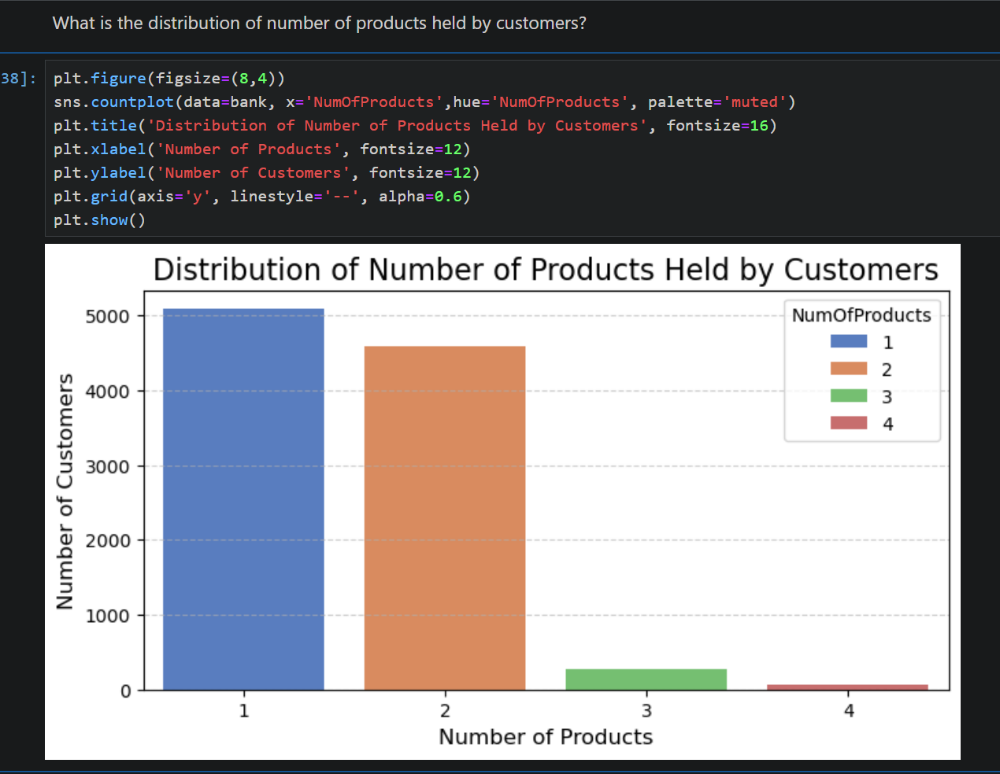 What is the distribution of number of products held by customers?
38]:
plt.figure(figsize=(8,4))
sns.countplot(data=bank, x='NumOfProducts',hue='NumOfProducts', palette='muted')
plt.title('Distribution of Number of Products Held by Customers', fontsize=16)
plt.xlabel('Number of Products', fontsize=12)
plt.ylabel('Number of Customers', fontsize=12)
plt.grid(axis='y', linestyle='--', alpha=0.6)
plt.show()
Distribution of Number of Products Held by Customers
Number of Customers
5000
4000
3000
2000
1000
0
NumOfProducts
1
2
3
4
1 2 3 4
Number of Products